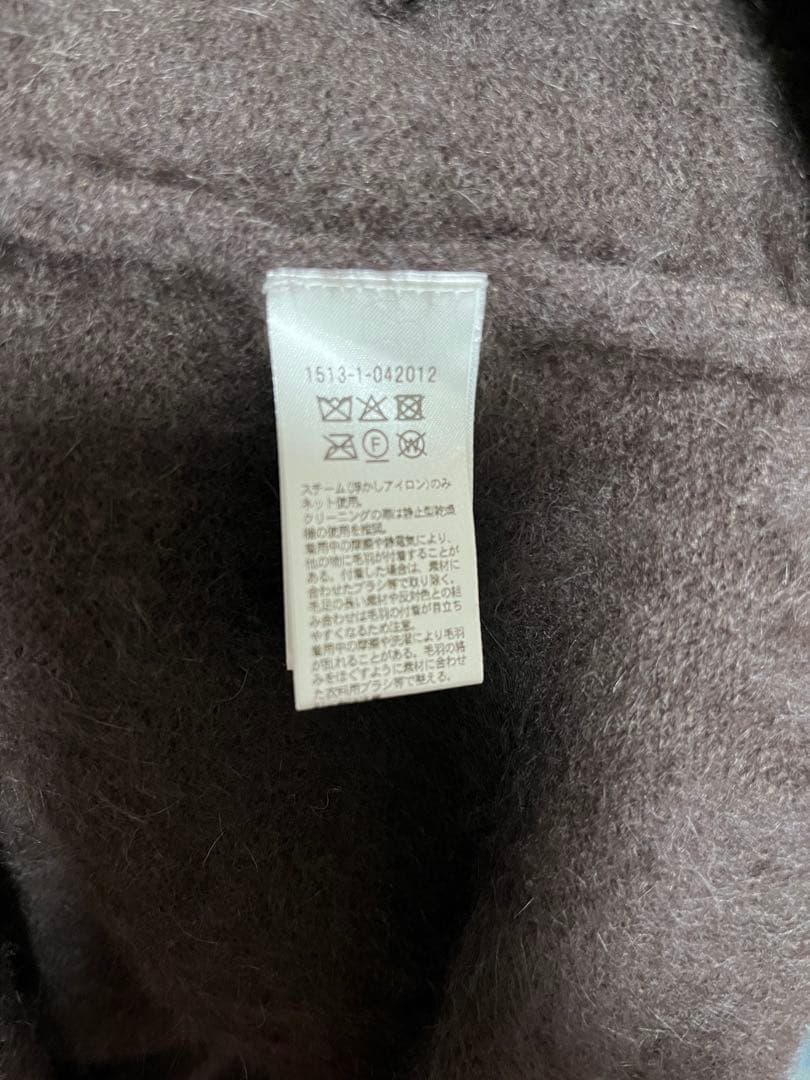 1513-1-042012
F W
スチーム(浮かしアイロン)のみ
ネット使用。
クリーニングの際は静止型乾燥
機の使用を推奨。
着用中の摩擦や静電気により、
他の物に毛羽が付着することが
ある。付着した場合は、素材に
合わせたブラシ等で取り除く。
毛足の長い素材や反対色との組
み合わせは毛羽の付着が目立ち
やすくなるため注意。
着用中の摩擦や洗濯により毛羽
が乱れることがある。毛羽の絡
みをほぐすように素材に合わせ
た衣料用ブラシ等で整える。